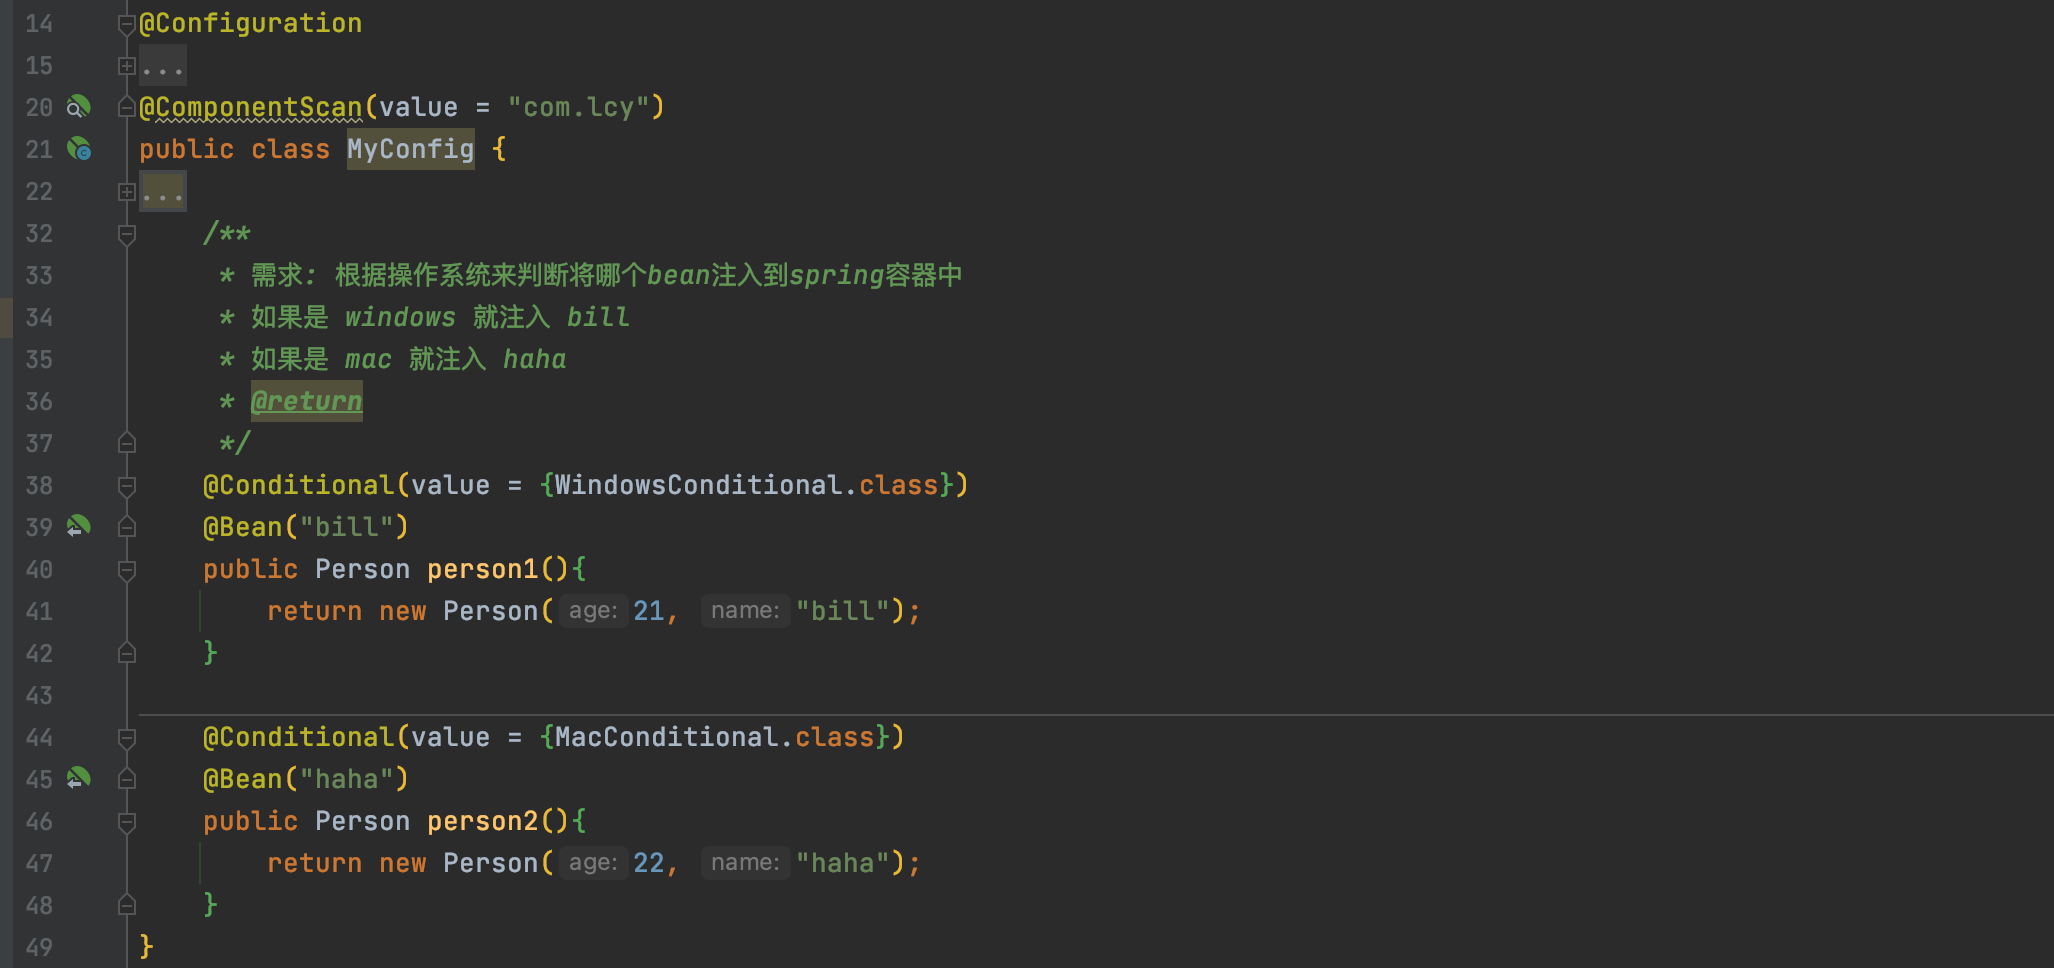 14 @Configuration
15 ...
20 @ComponentScan(value = "com.lcy")
21 public class MyConfig {
22 ...
32 /**
33 * 需求: 根据操作系统来判断将哪个bean注入到spring容器中
34 * 如果是 windows 就注入 bill
35 * 如果是 mac 就注入 haha
36 * @return
37 */
38 @Conditional(value = {WindowsConditional.class})
39 @Bean("bill")
40 public Person person1(){
41 return new Person( age: 21, name: "bill");
42 }
43
44 @Conditional(value = {MacConditional.class})
45 @Bean("haha")
46 public Person person2(){
47 return new Person( age: 22, name: "haha");
48 }
49 }